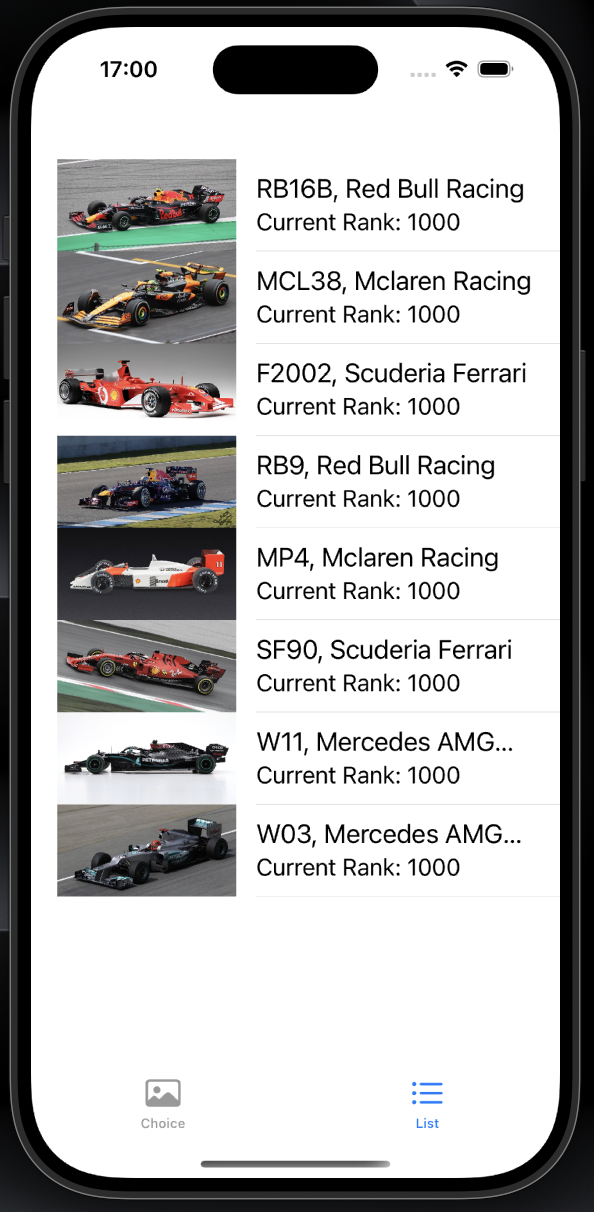 17:00
RB16B, Red Bull Racing
Current Rank: 1000
MCL38, Mclaren Racing
Current Rank: 1000
F2002, Scuderia Ferrari
Current Rank: 1000
RB9, Red Bull Racing
Current Rank: 1000
MP4, Mclaren Racing
Current Rank: 1000
SF90, Scuderia Ferrari
Current Rank: 1000
W11, Mercedes AMG...
Current Rank: 1000
W03, Mercedes AMG...
Current Rank: 1000
Choice
List